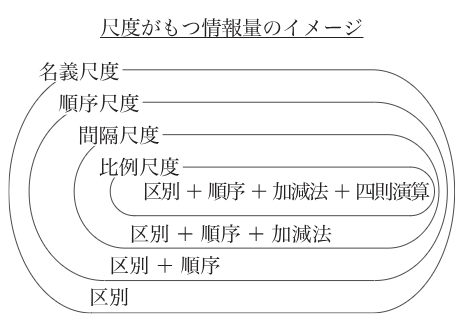 尺度がもつ情報量のイメージ
名義尺度
順序尺度
間隔尺度
比例尺度
区別 + 順序 + 加減法 + 四則演算
区別 + 順序 + 加減法
区別 + 順序
区別